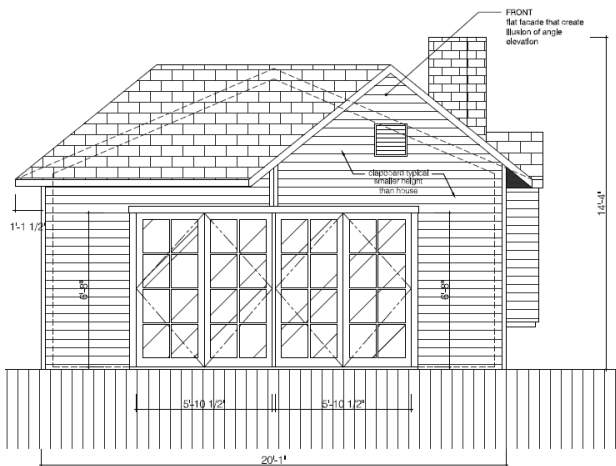 FRONT
flat facade that create
illusion of angle
elevation
clapboard typical
smaller height
than house
14'-4"
1'-1 1/2"
6'-8"
6'-8"
5'-10 1/2"
5'-10 1/2"
20'-1"